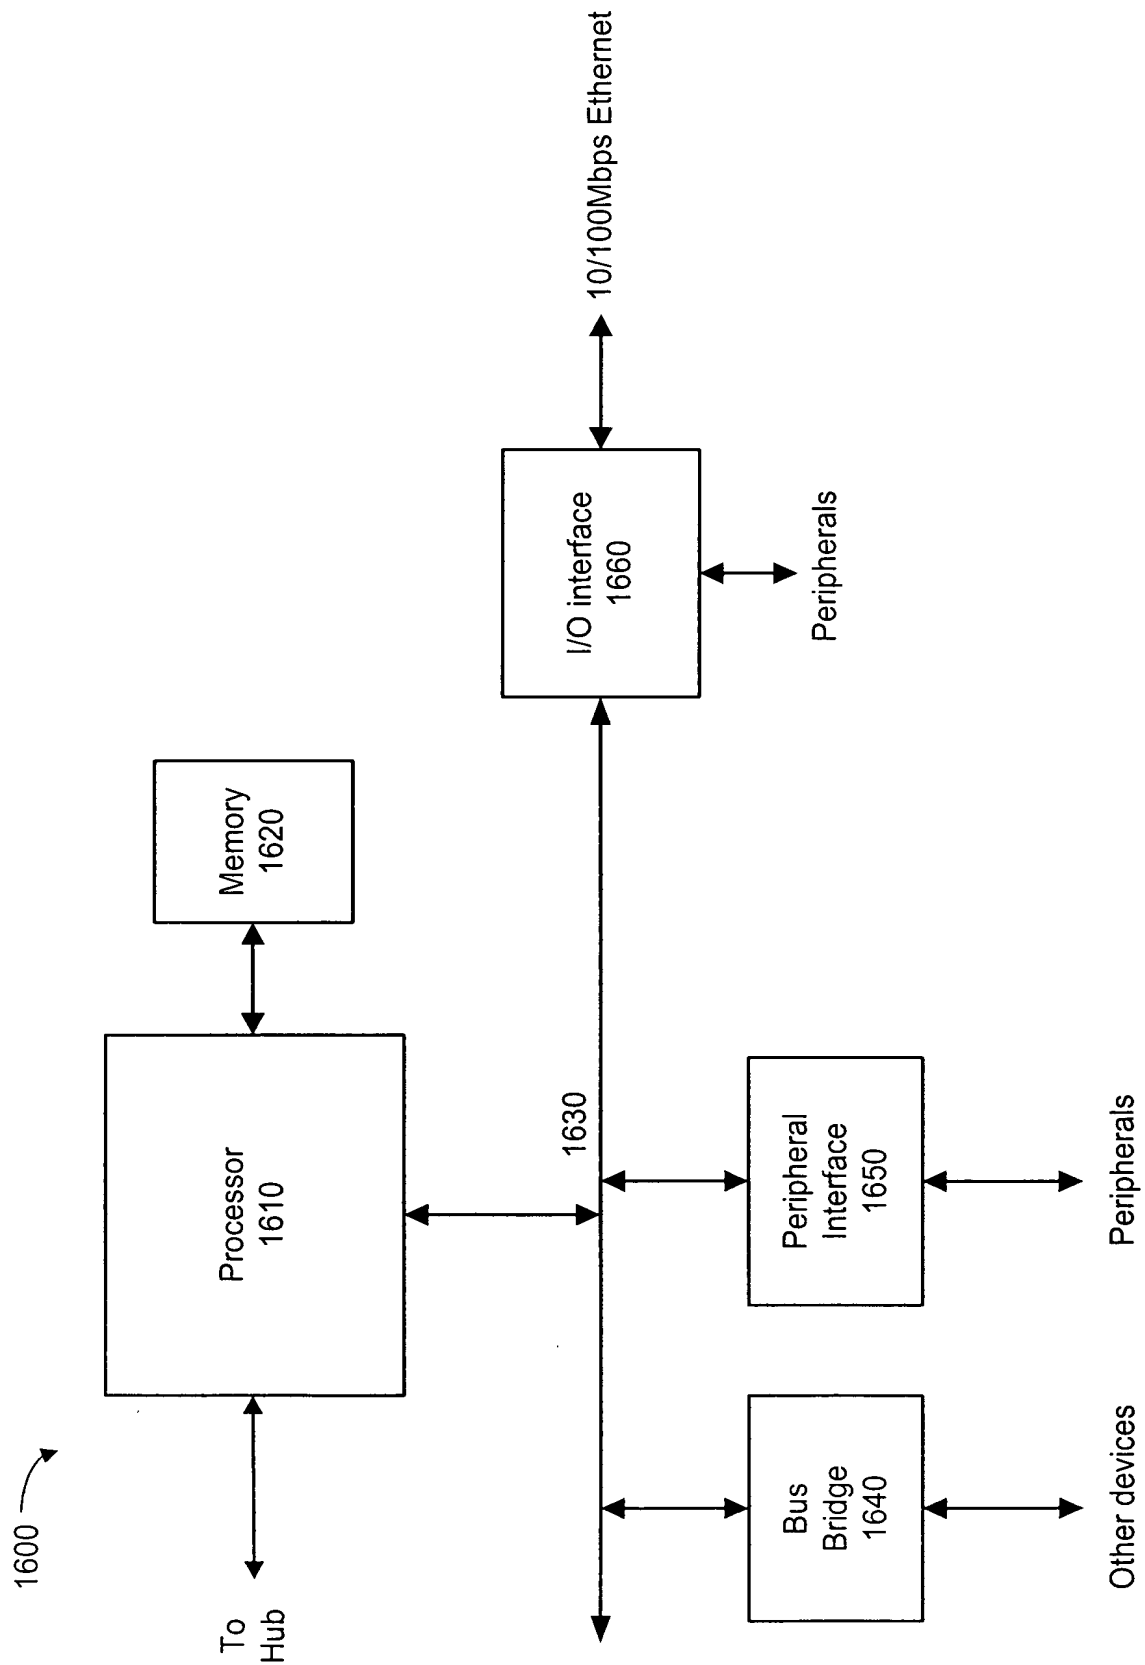 1600
To
Hub
Processor
1610
Memory
1620
1630
I/O interface
1660
10/100Mbps Ethernet
Peripherals
Bus
Bridge
1640
Peripheral
Interface
1650
Other devices
Peripherals